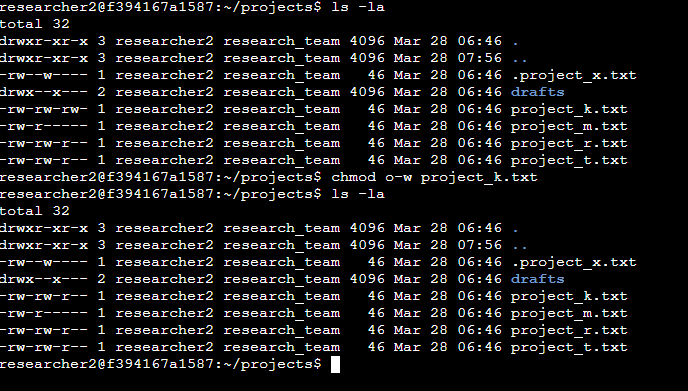 researcher2@f394167a1587:~/projects$ ls -la
total 32
drwxr-xr-x 3 researcher2 research_team 4096 Mar 28 06:46 .
drwxr-xr-x 3 researcher2 research_team 4096 Mar 28 07:56 ..
-rw--w---- 1 researcher2 research_team   46 Mar 28 06:46 .project_x.txt
drwx--x--- 2 researcher2 research_team 4096 Mar 28 06:46 drafts
-rw-rw-rw- 1 researcher2 research_team   46 Mar 28 06:46 project_k.txt
-rw-r----- 1 researcher2 research_team   46 Mar 28 06:46 project_m.txt
-rw-rw-r-- 1 researcher2 research_team   46 Mar 28 06:46 project_r.txt
-rw-rw-r-- 1 researcher2 research_team   46 Mar 28 06:46 project_t.txt
researcher2@f394167a1587:~/projects$ chmod o-w project_k.txt
researcher2@f394167a1587:~/projects$ ls -la
total 32
drwxr-xr-x 3 researcher2 research_team 4096 Mar 28 06:46 .
drwxr-xr-x 3 researcher2 research_team 4096 Mar 28 07:56 ..
-rw--w---- 1 researcher2 research_team   46 Mar 28 06:46 .project_x.txt
drwx--x--- 2 researcher2 research_team 4096 Mar 28 06:46 drafts
-rw-rw-r-- 1 researcher2 research_team   46 Mar 28 06:46 project_k.txt
-rw-r----- 1 researcher2 research_team   46 Mar 28 06:46 project_m.txt
-rw-rw-r-- 1 researcher2 research_team   46 Mar 28 06:46 project_r.txt
-rw-rw-r-- 1 researcher2 research_team   46 Mar 28 06:46 project_t.txt
researcher2@f394167a1587:~/projects$